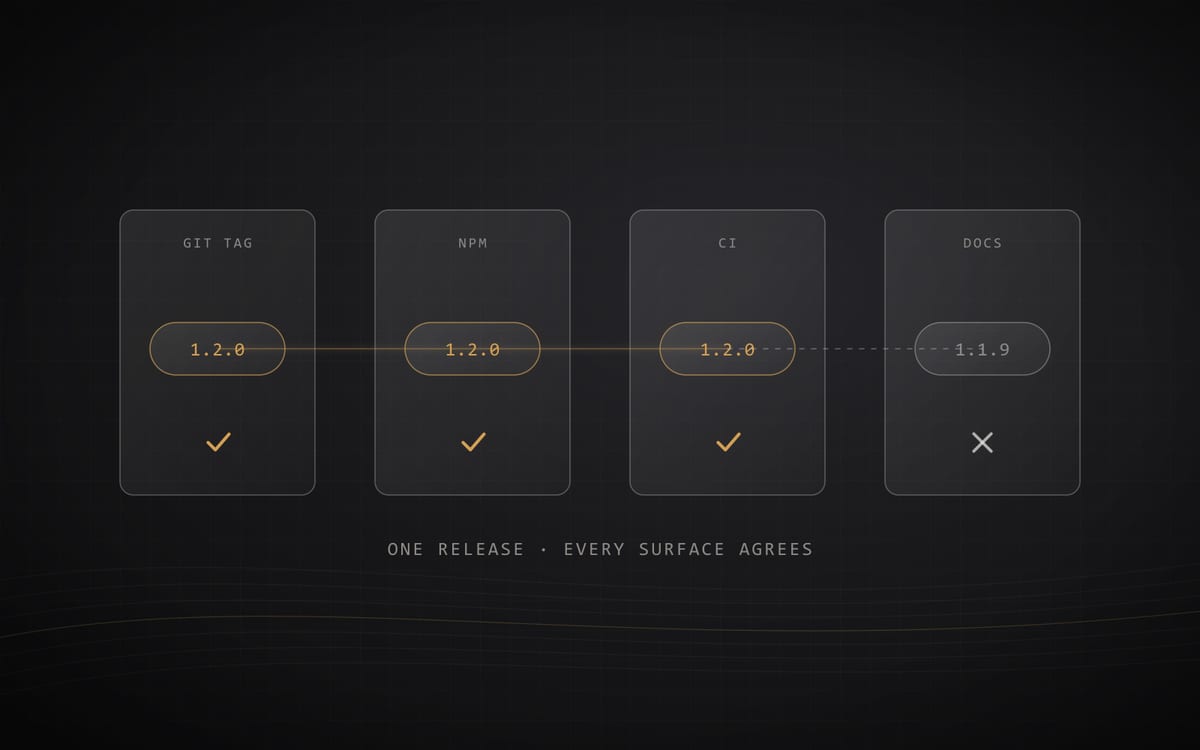 GIT TAG
NPM
CI
DOCS
1.2.0
1.2.0
1.2.0
1.1.9
ONE RELEASE · EVERY SURFACE AGREES